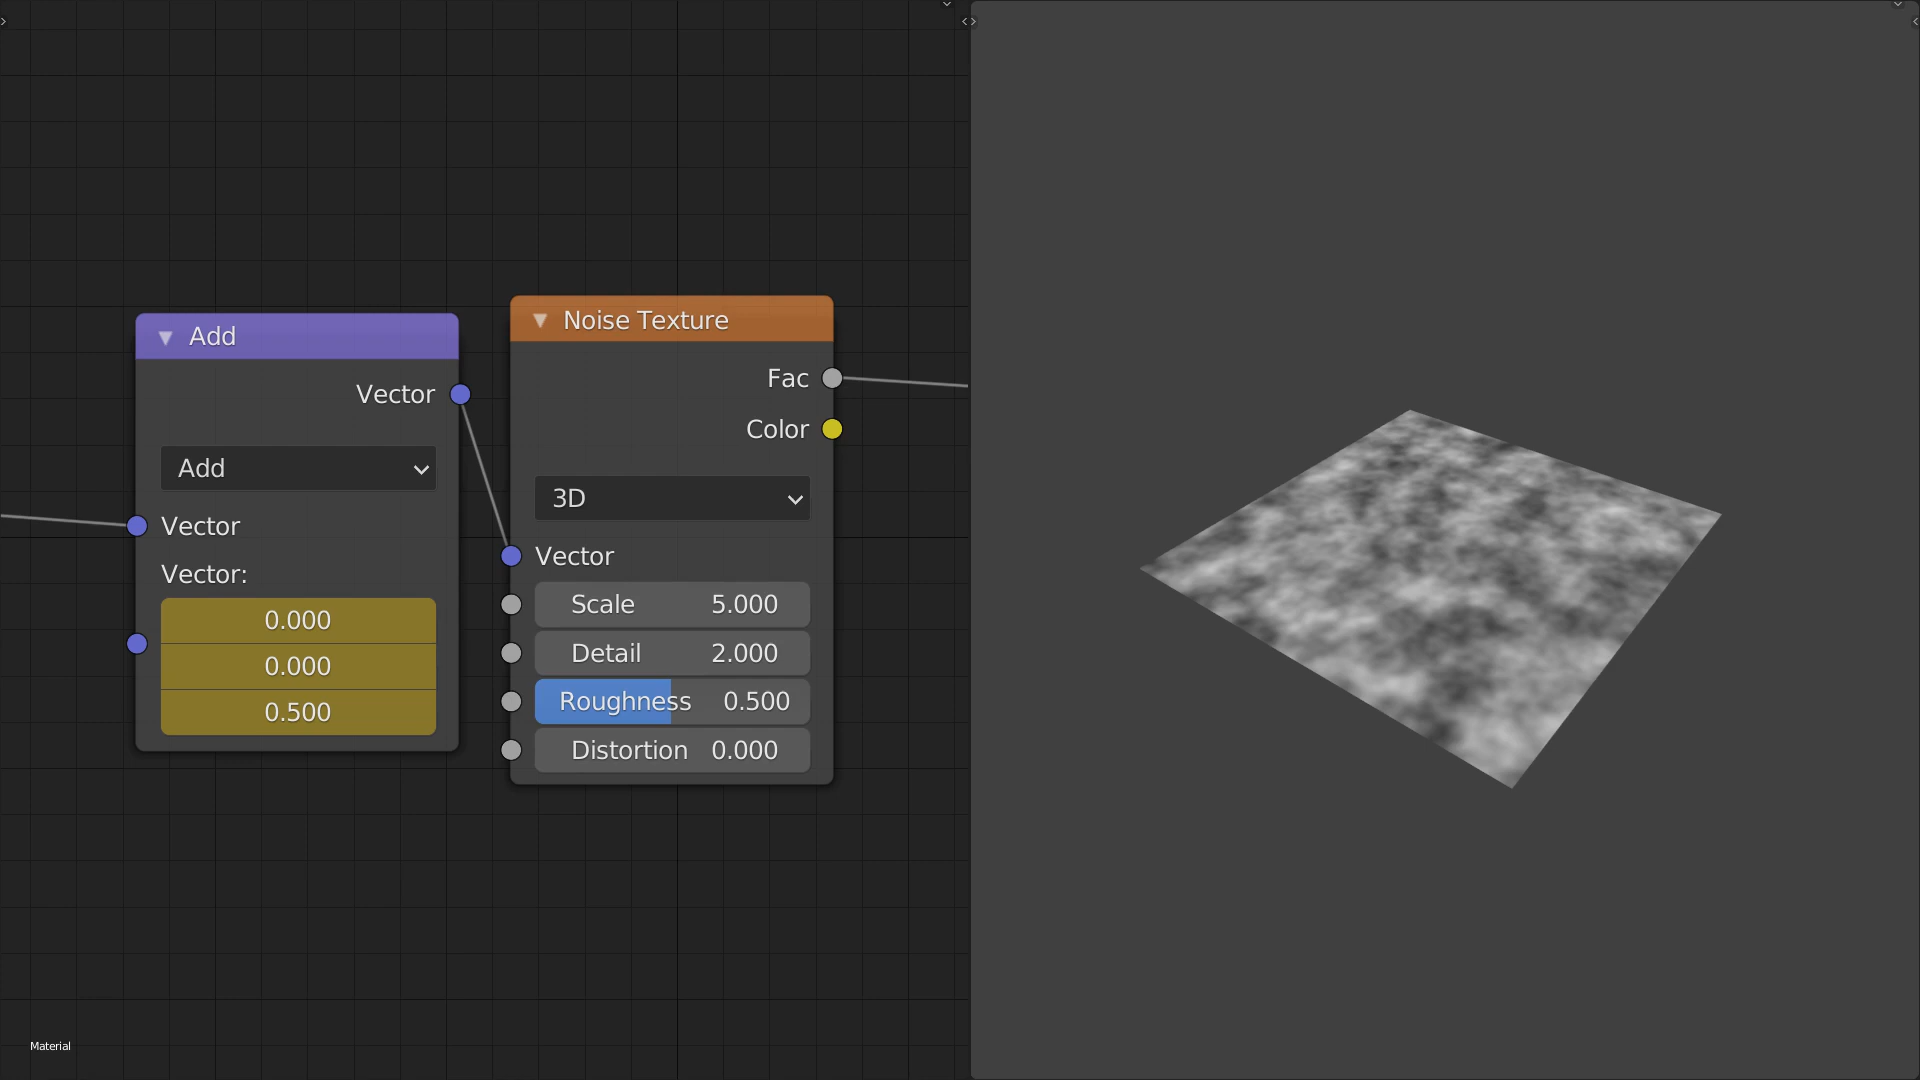 Add
Vector
Add
Vector
Vector:
0.000
0.000
0.500
Noise Texture
Fac
Color
3D
Vector
Scale 5.000
Detail 2.000
Roughness 0.500
Distortion 0.000
Material